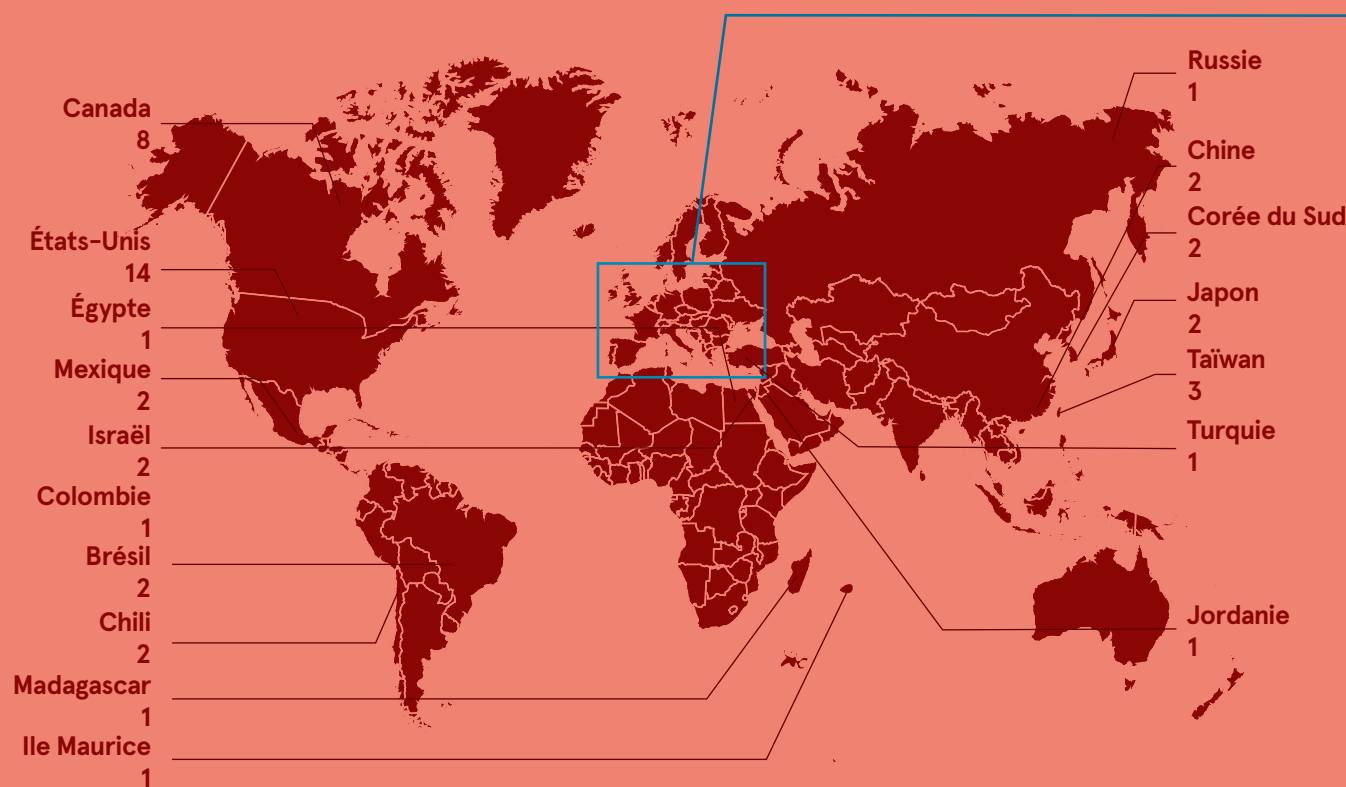 Canada
8
États-Unis
14
Égypte
1
Mexique
2
Israël
2
Colombie
1
Brésil
2
Chili
2
Madagascar
1
Ile Maurice
1
Russie
1
Chine
2
Corée du Sud
2
Japon
2
Taïwan
3
Turquie
1
Jordanie
1